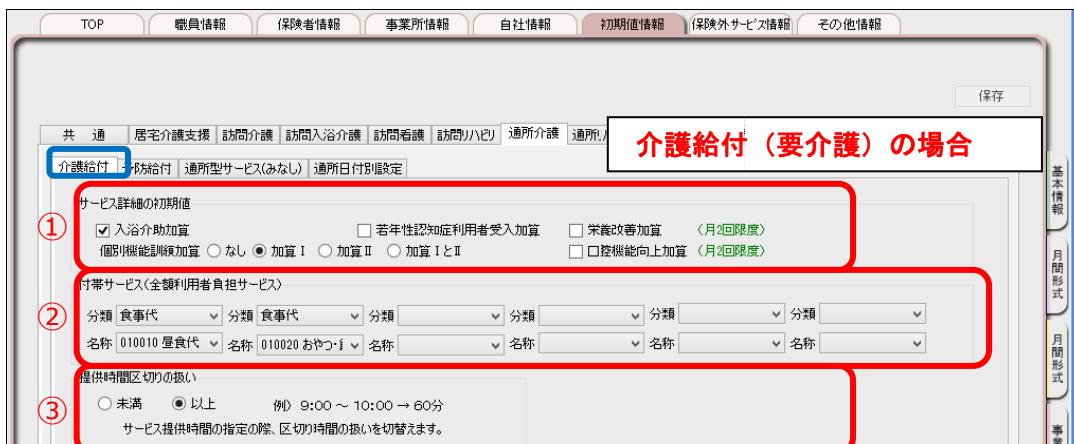 TOP 職員情報 保険者情報 事業所情報 自社情報 初期値情報 保険外サービス情報 その他情報
保存
共 通 居宅介護支援 訪問介護 訪問入浴介護 訪問看護 訪問リハビリ 通所介護 通所リハ
介護給付（要介護）の場合
介護給付 予防給付 通所型サービス(みなし) 通所日付別設定
基本情報
月間形式
月間形式
事業
① サービス詳細の初期値
入浴介助加算 若年性認知症利用者受入加算 栄養改善加算 （月2回限度）
個別機能訓練加算 なし 加算Ⅰ 加算Ⅱ 加算ⅠとⅡ 口腔機能向上加算 （月2回限度）
② 付帯サービス(全額利用者負担サービス)
分類 食事代 分類 食事代 分類 分類 分類 分類
名称 010010 昼食代 名称 010020 おやつ・ 名称 名称 名称 名称
③ 提供時間区切りの扱い
未満 以上 例) 9:00 ～ 10:00 → 60分
サービス提供時間の指定の際、区切り時間の扱いを切替えます。